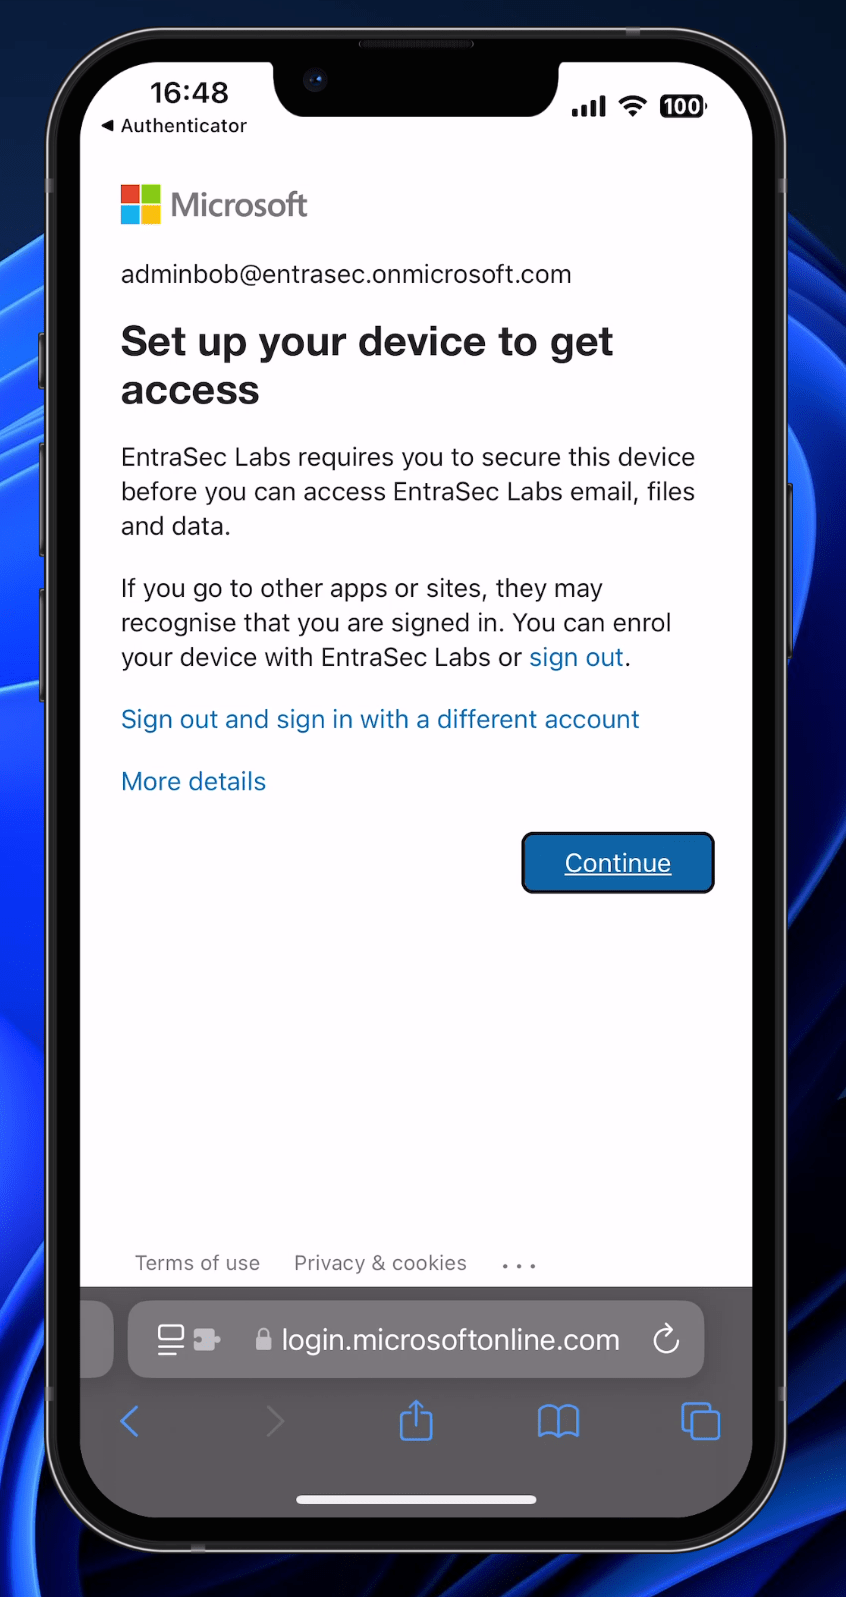 16:48
100
◀ Authenticator
Microsoft
adminbob@entrasec.onmicrosoft.com
Set up your device to get
access
EntraSec Labs requires you to secure this device
before you can access EntraSec Labs email, files
and data.
If you go to other apps or sites, they may
recognise that you are signed in. You can enrol
your device with EntraSec Labs or sign out.
Sign out and sign in with a different account
More details
Continue
Terms of use Privacy & cookies ...
login.microsoftonline.com